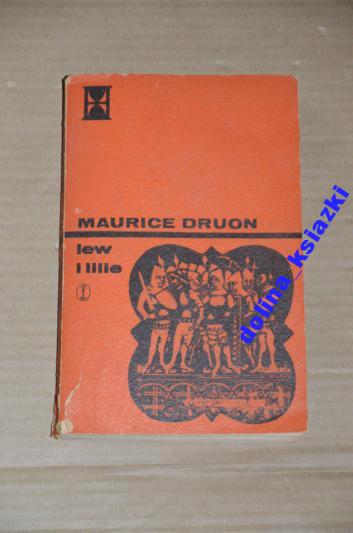 MAURICE DRUON
lew
i lilie
dolina_ksiazki